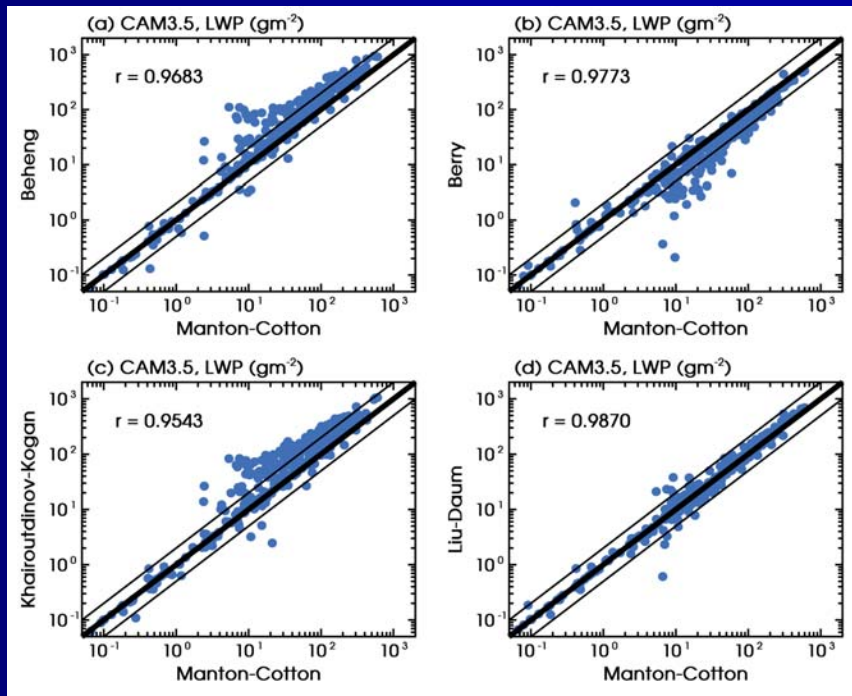 (a) CAM3.5, LWP (gm⁻²)
r = 0.9683
Beheng
10³
10²
10¹
10⁰
10⁻¹
10⁻¹ 10⁰ 10¹ 10² 10³
Manton-Cotton
(b) CAM3.5, LWP (gm⁻²)
r = 0.9773
Berry
10³
10²
10¹
10⁰
10⁻¹
10⁻¹ 10⁰ 10¹ 10² 10³
Manton-Cotton
(c) CAM3.5, LWP (gm⁻²)
r = 0.9543
Khairoutdinov-Kogan
10³
10²
10¹
10⁰
10⁻¹
10⁻¹ 10⁰ 10¹ 10² 10³
Manton-Cotton
(d) CAM3.5, LWP (gm⁻²)
r = 0.9870
Liu-Daum
10³
10²
10¹
10⁰
10⁻¹
10⁻¹ 10⁰ 10¹ 10² 10³
Manton-Cotton